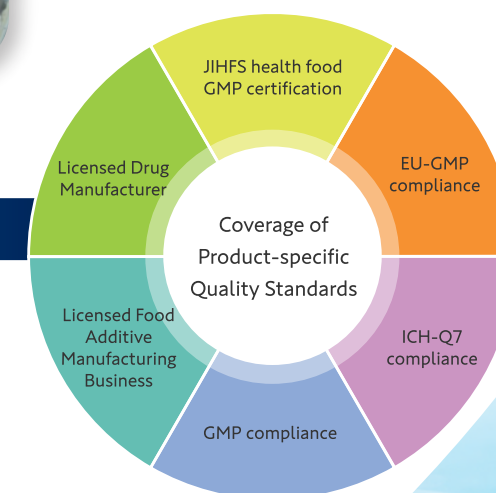 JIHFS health food
GMP certification
EU-GMP
compliance
ICH-Q7
compliance
GMP compliance
Licensed Food
Additive
Manufacturing
Business
Licensed Drug
Manufacturer
Coverage of
Product-specific
Quality Standards